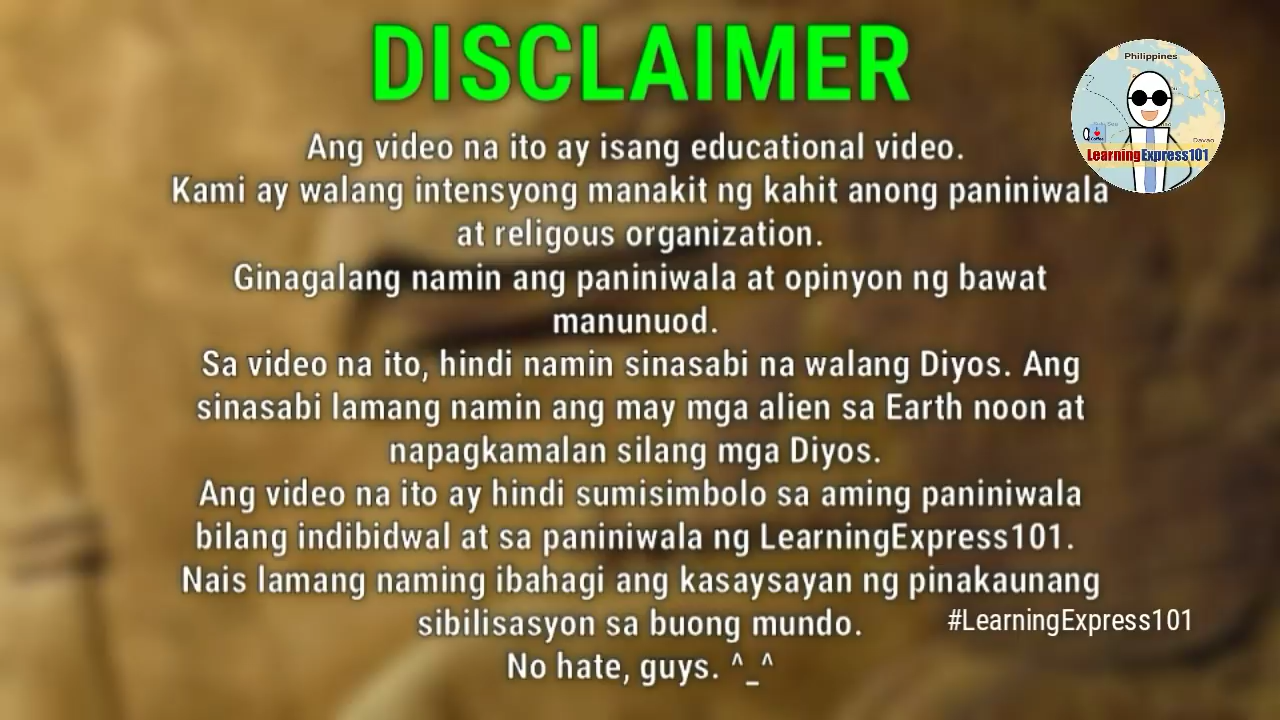 DISCLAIMER
Philippines
Davao
LearningExpress101
Ang video na ito ay isang educational video.
Kami ay walang intensyong manakit ng kahit anong paniniwala
at religous organization.
Ginagalang namin ang paniniwala at opinyon ng bawat
manunuod.
Sa video na ito, hindi namin sinasabi na walang Diyos. Ang
sinasabi lamang namin ang may mga alien sa Earth noon at
napagkamalan silang mga Diyos.
Ang video na ito ay hindi sumisimbolo sa aming paniniwala
bilang indibidwal at sa paniniwala ng LearningExpress101.
Nais lamang naming ibahagi ang kasaysayan ng pinakaunang
sibilisasyon sa buong mundo.
#LearningExpress101
No hate, guys. ^_^